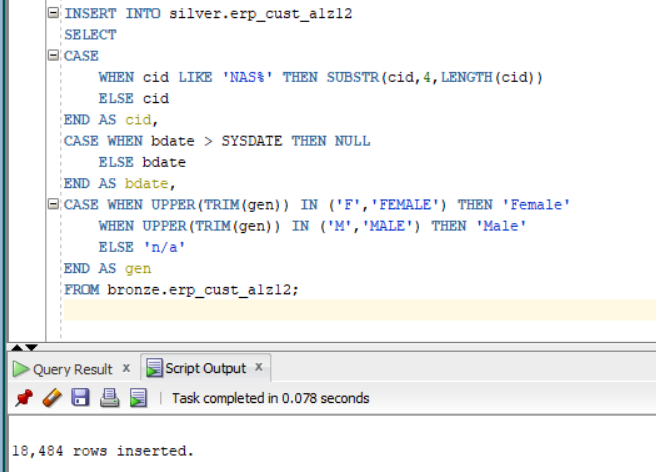 INSERT INTO silver.erp_cust_a1z12
SELECT
CASE
WHEN cid LIKE 'NAS%' THEN SUBSTR(cid,4,LENGTH(cid))
ELSE cid
END AS cid,
CASE WHEN bdate > SYSDATE THEN NULL
ELSE bdate
END AS bdate,
CASE WHEN UPPER(TRIM(gen)) IN ('F','FEMALE') THEN 'Female'
WHEN UPPER(TRIM(gen)) IN ('M','MALE') THEN 'Male'
ELSE 'n/a'
END AS gen
FROM bronze.erp_cust_a1z12;
Query Result x Script Output x
Task completed in 0.078 seconds
18,484 rows inserted.